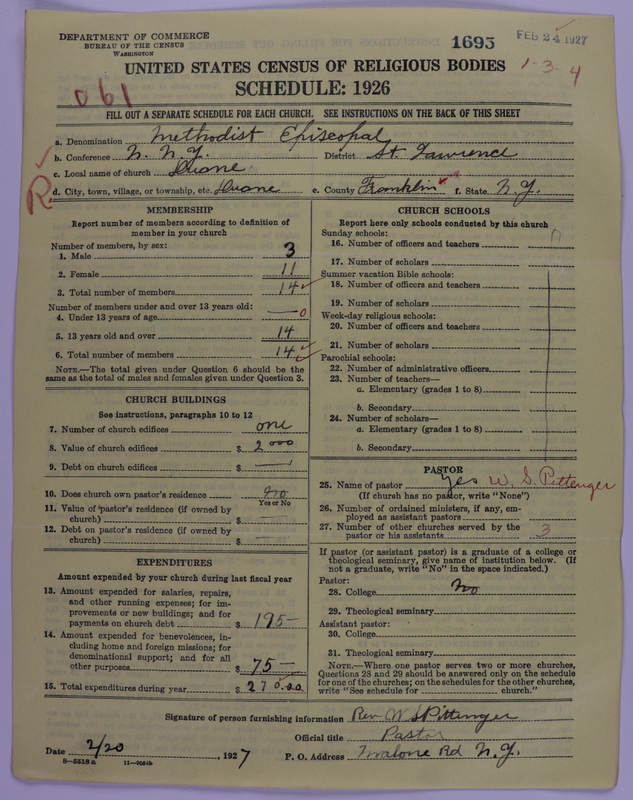 DEPARTMENT OF COMMERCE
BUREAU OF THE CENSUS
WASHINGTON
1695
FEB 24 1927
UNITED STATES CENSUS OF RELIGIOUS BODIES
1-3-4
SCHEDULE: 1926
061
FILL OUT A SEPARATE SCHEDULE FOR EACH CHURCH. SEE INSTRUCTIONS ON THE BACK OF THIS SHEET
a. Denomination Methodist Episcopal
b. Conference N. N.Y. District St. Lawrence
c. Local name of church Duane
R.
d. City, town, village, or township, etc. Duane e. County Franklin f. State N.Y.
MEMBERSHIP
Report number of members according to definition of
member in your church
Number of members, by sex:
1. Male 3
2. Female 11
3. Total number of members 14
Number of members under and over 13 years old:
4. Under 13 years of age — 0
5. 13 years old and over 14
6. Total number of members 14
NOTE.—The total given under Question 6 should be
same as the total of males and females given under Question 3.
CHURCH BUILDINGS
See instructions, paragraphs 10 to 12
7. Number of church edifices one
8. Value of church edifices $ 2000
9. Debt on church edifices $ —
10. Does church own pastor's residence no
Yes or No
11. Value of pastor's residence (if owned by
church) $ —
12. Debt on pastor's residence (if owned by
church) $ —
EXPENDITURES
Amount expended by your church during last fiscal year
13. Amount expended for salaries, repairs,
and other running expenses; for im-
provements or new buildings; and for
payments on church debt $ 195—
14. Amount expended for benevolences, in-
cluding home and foreign missions; for
denominational support; and for all
other purposes $ 75—
15. Total expenditures during year $ 270.00
CHURCH SCHOOLS
Report here only schools conducted by this church
Sunday schools:
16. Number of officers and teachers
17. Number of scholars
Summer vacation Bible schools:
18. Number of officers and teachers
19. Number of scholars
Week-day religious schools:
20. Number of officers and teachers
21. Number of scholars
Parochial schools:
22. Number of administrative officers
23. Number of teachers—
a. Elementary (grades 1 to 8)
b. Secondary
24. Number of scholars—
a. Elementary (grades 1 to 8)
b. Secondary
PASTOR
25. Name of pastor yes W. S. Pittenger
(If church has no pastor, write "None")
26. Number of ordained ministers, if any, em-
ployed as assistant pastors
27. Number of other churches served by the
pastor or his assistants 3
If pastor (or assistant pastor) is a graduate of a college or
theological seminary, give name of institution below. (If
not a graduate, write "No" in the space indicated.)
Pastor:
28. College No
29. Theological seminary
Assistant pastor:
30. College
31. Theological seminary
NOTE.—Where one pastor serves two or more churches,
Questions 28 and 29 should be answered only on the schedule
for one of the churches; on the schedules for the other churches,
write "See schedule for church."
Signature of person furnishing information Rev W S Pittenger
Official title Pastor
Date 2/20, 1927 P. O. Address Malone Rd N.Y.
8—5518a 11—9034b